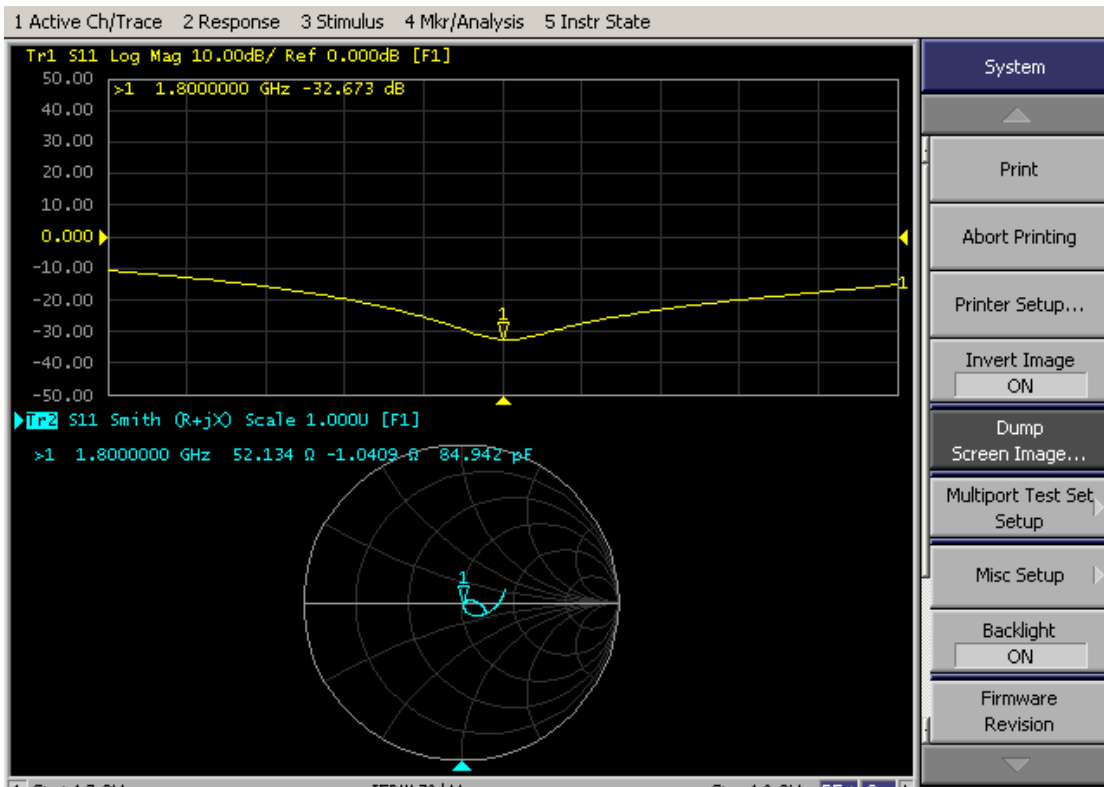 1 Active Ch/Trace 2 Response 3 Stimulus 4 Mkr/Analysis 5 Instr State
Tr1 S11 Log Mag 10.00dB/ Ref 0.000dB [F1]
50.00
>1 1.8000000 GHz -32.673 dB
40.00
30.00
20.00
10.00
0.000
-10.00
-20.00
-30.00
-40.00
-50.00
1
1
Tr2 S11 Smith (R+jX) Scale 1.000U [F1]
>1 1.8000000 GHz 52.134 Ω -1.0409 Ω 84.942 pF
1
System
Print
Abort Printing
Printer Setup...
Invert Image
ON
Dump
Screen Image...
Multiport Test Set
Setup
Misc Setup
Backlight
ON
Firmware
Revision